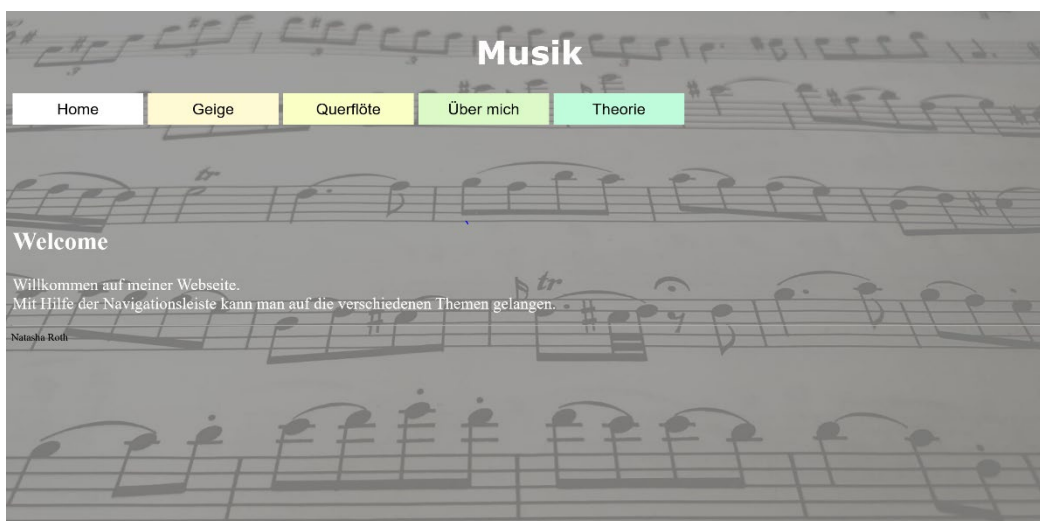 Musik
Home Geige Querflöte Über mich Theorie
Welcome
Willkommen auf meiner Webseite.
Mit Hilfe der Navigationsleiste kann man auf die verschiedenen Themen gelangen.
Natasha Roth